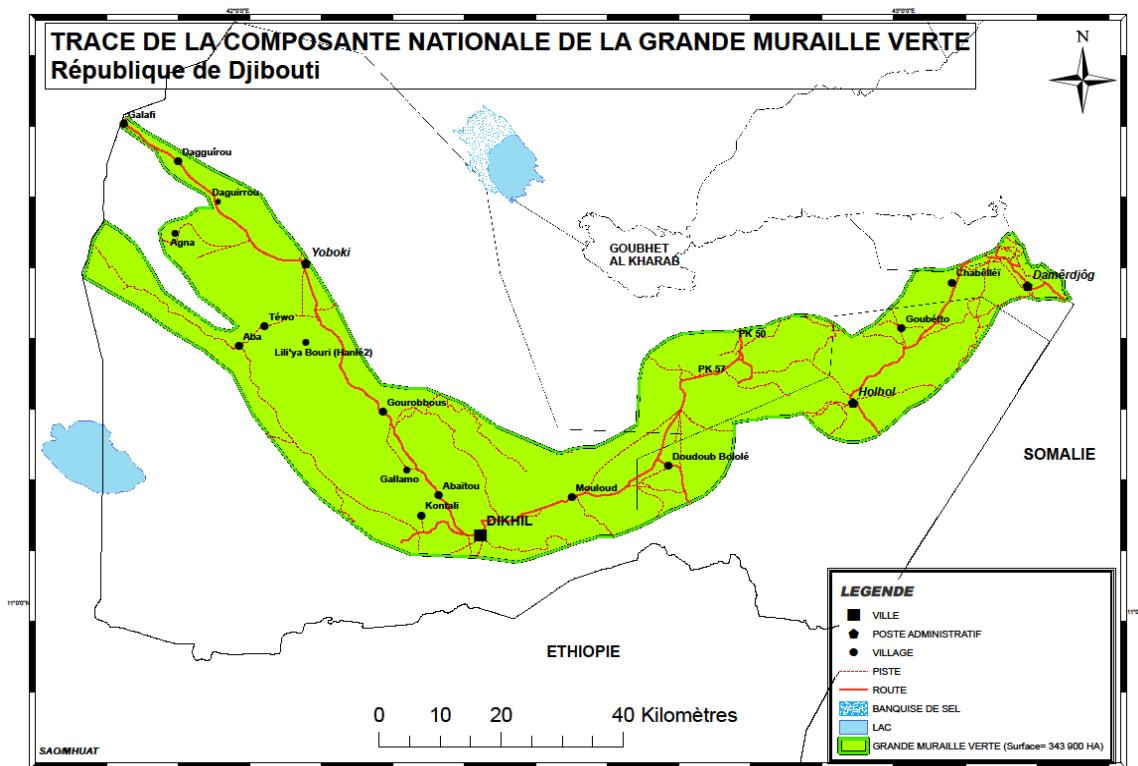 42°0'0"E
43°0'0"E
TRACE DE LA COMPOSANTE NATIONALE DE LA GRANDE MURAILLE VERTE
République de Djibouti
N
Galafi
Dagguîrou
Daguirrou
Agna
Yoboki
GOUBHET
AL KHARAB
Chabêlleï
Damêrdjôg
Goubétto
Téwo
Aba
Lili'ya Bouri (Hanlé2)
PK 50
PK 57
Holhol
Gourobbous
SOMALIE
Doudoub Bololé
Gallamo
Abaïtou
Mouloud
Kontali
DIKHIL
11°0'0"N
ETHIOPIE
0 10 20 40 Kilomètres
SAO/MHUAT
LEGENDE
VILLE
POSTE ADMINISTRATIF
VILLAGE
PISTE
ROUTE
BANQUISE DE SEL
LAC
GRANDE MURAILLE VERTE (Surface= 343 900 HA)